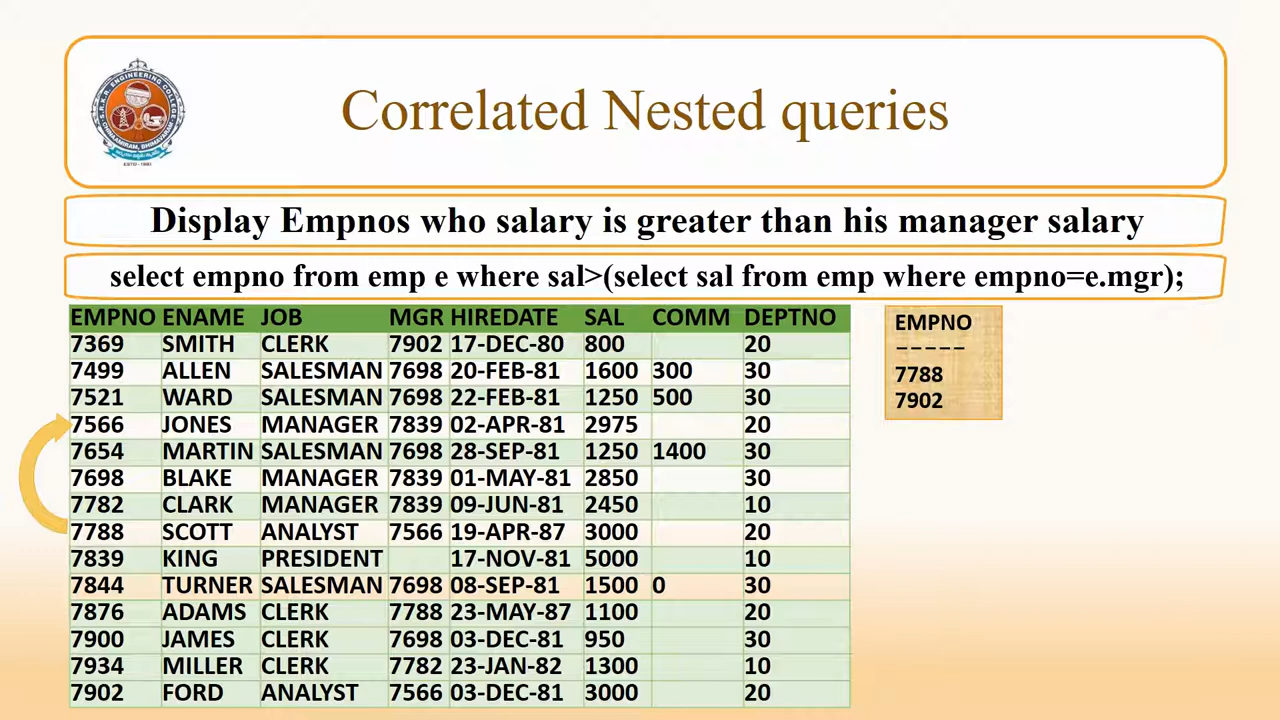 S.R.K.R. ENGINEERING COLLEGE
CHINNAMIRAM, BHIMAVARAM
ESTD - 1980
Correlated Nested queries
Display Empnos who salary is greater than his manager salary
select empno from emp e where sal>(select sal from emp where empno=e.mgr);
EMPNO ENAME JOB MGR HIREDATE SAL COMM DEPTNO
7369 SMITH CLERK 7902 17-DEC-80 800 20
7499 ALLEN SALESMAN 7698 20-FEB-81 1600 300 30
7521 WARD SALESMAN 7698 22-FEB-81 1250 500 30
7566 JONES MANAGER 7839 02-APR-81 2975 20
7654 MARTIN SALESMAN 7698 28-SEP-81 1250 1400 30
7698 BLAKE MANAGER 7839 01-MAY-81 2850 30
7782 CLARK MANAGER 7839 09-JUN-81 2450 10
7788 SCOTT ANALYST 7566 19-APR-87 3000 20
7839 KING PRESIDENT 17-NOV-81 5000 10
7844 TURNER SALESMAN 7698 08-SEP-81 1500 0 30
7876 ADAMS CLERK 7788 23-MAY-87 1100 20
7900 JAMES CLERK 7698 03-DEC-81 950 30
7934 MILLER CLERK 7782 23-JAN-82 1300 10
7902 FORD ANALYST 7566 03-DEC-81 3000 20
EMPNO
-----
7788
7902